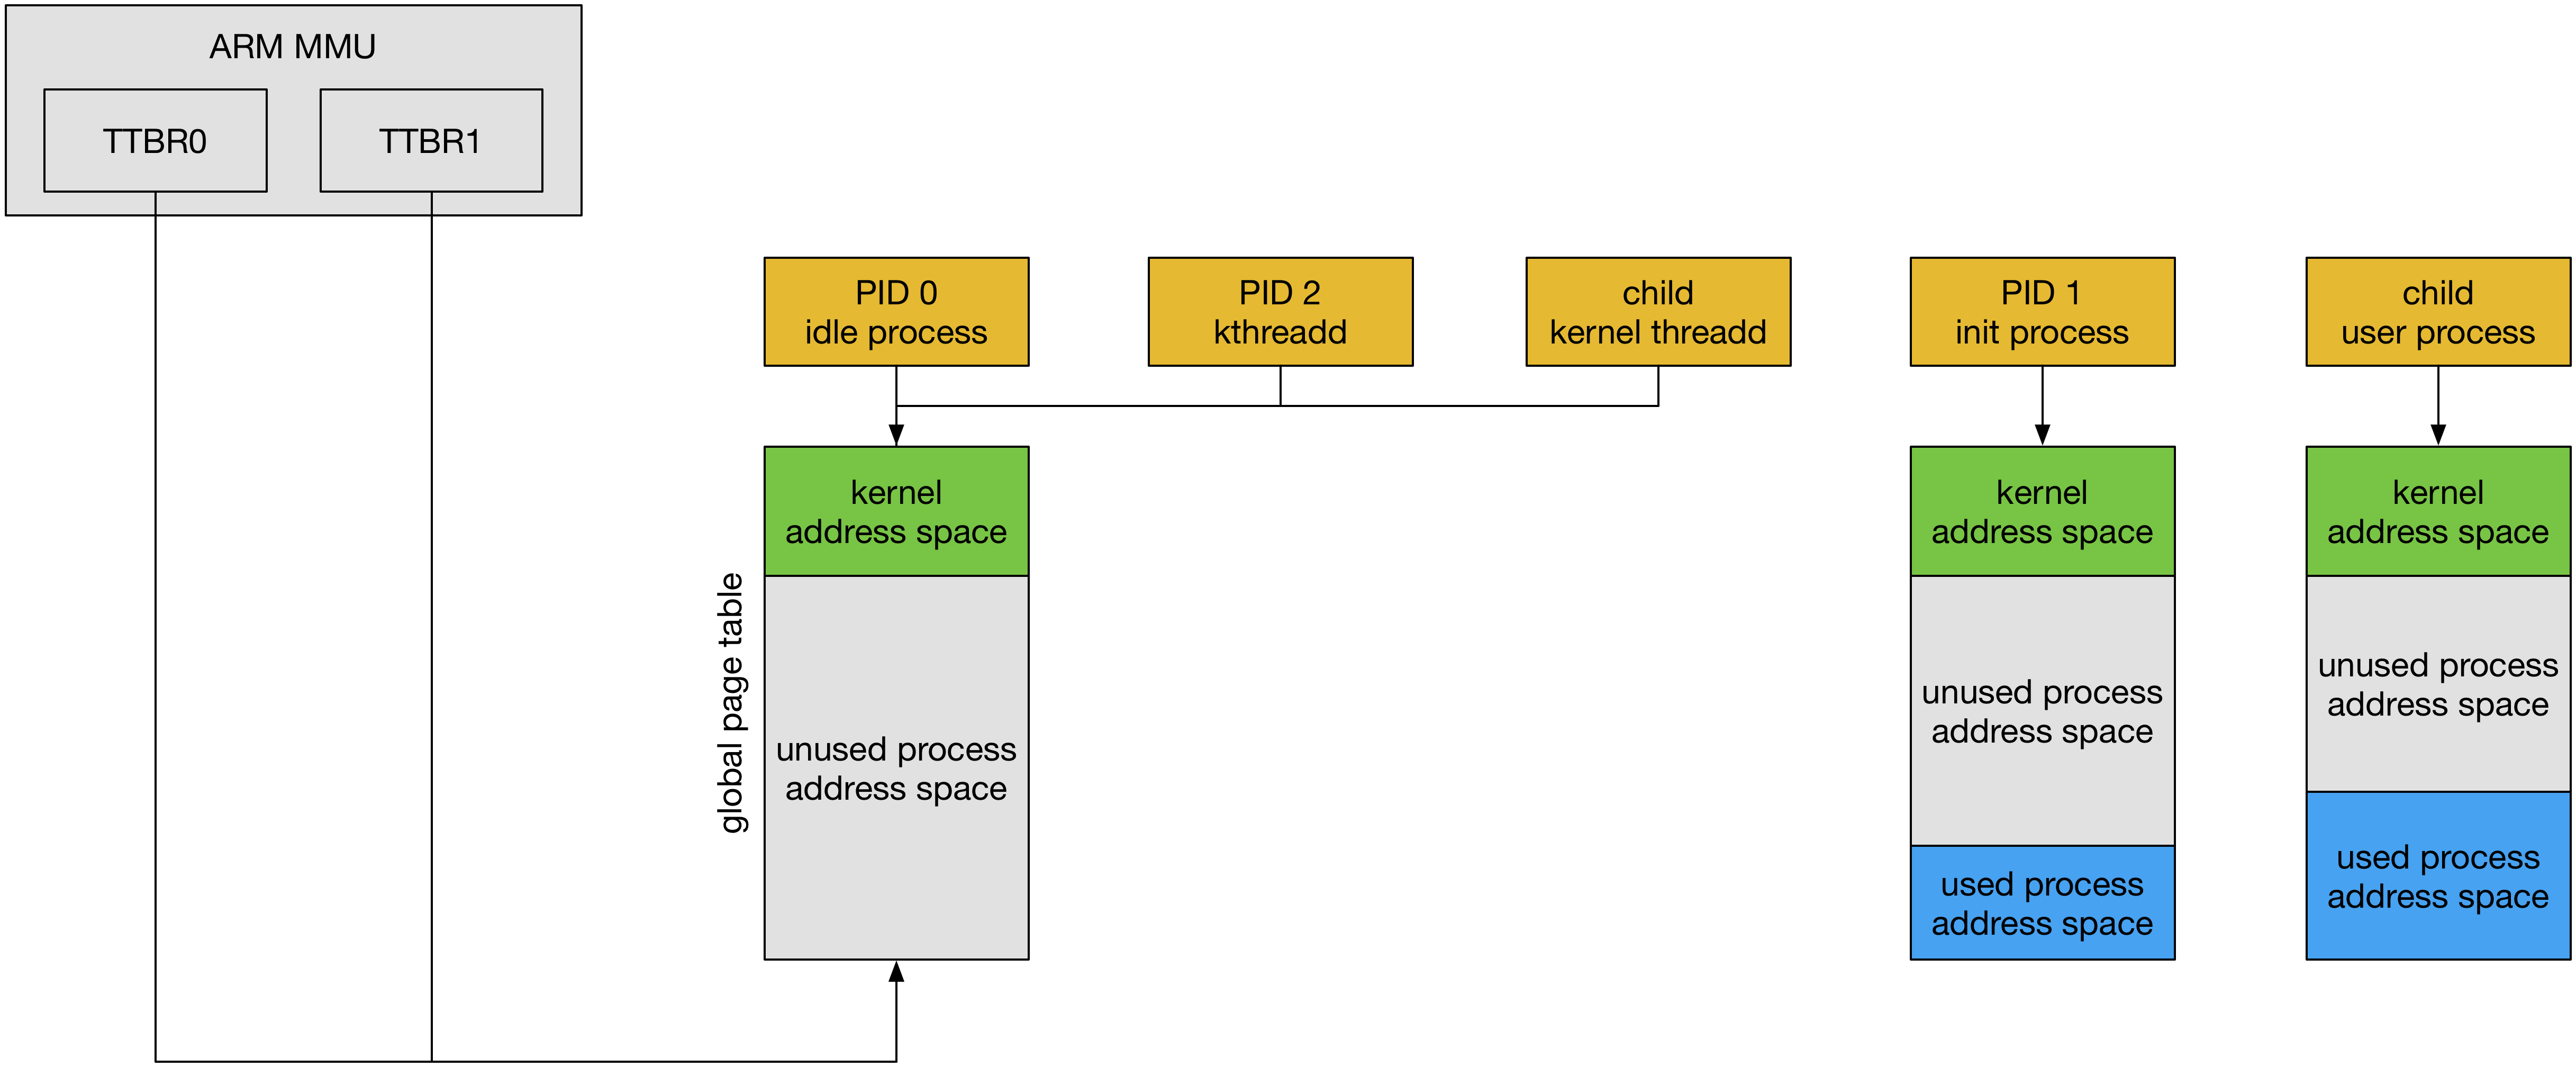 ARM MMU
TTBR0
TTBR1
PID 0
idle process
PID 2
kthreadd
child
kernel threadd
PID 1
init process
child
user process
global page table
kernel
address space
unused process
address space
kernel
address space
unused process
address space
used process
address space
kernel
address space
unused process
address space
used process
address space